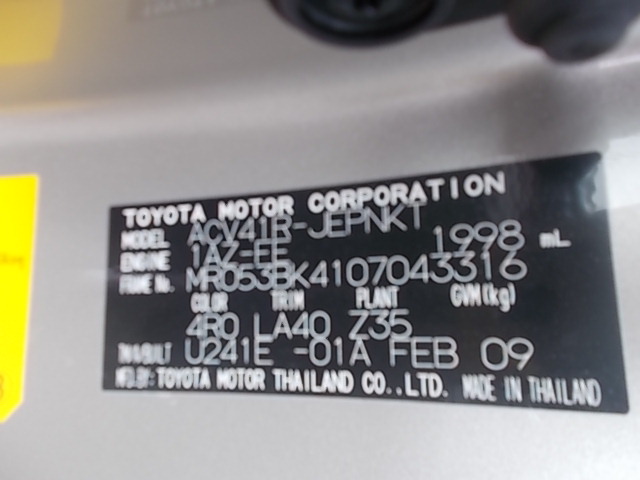 TOYOTA MOTOR CORPORATION
MODEL ACV41R-JEPNKT
ENGINE 1AZ-FE 1998 mL
FRAME No. MR053BK4107043316
COLOR TRIM PLANT GVM(kg)
4R0 LA40 Z35
T/M/A/BUILT U241E -01A FEB 09
MFD.BY:TOYOTA MOTOR THAILAND CO.,LTD. MADE IN THAILAND